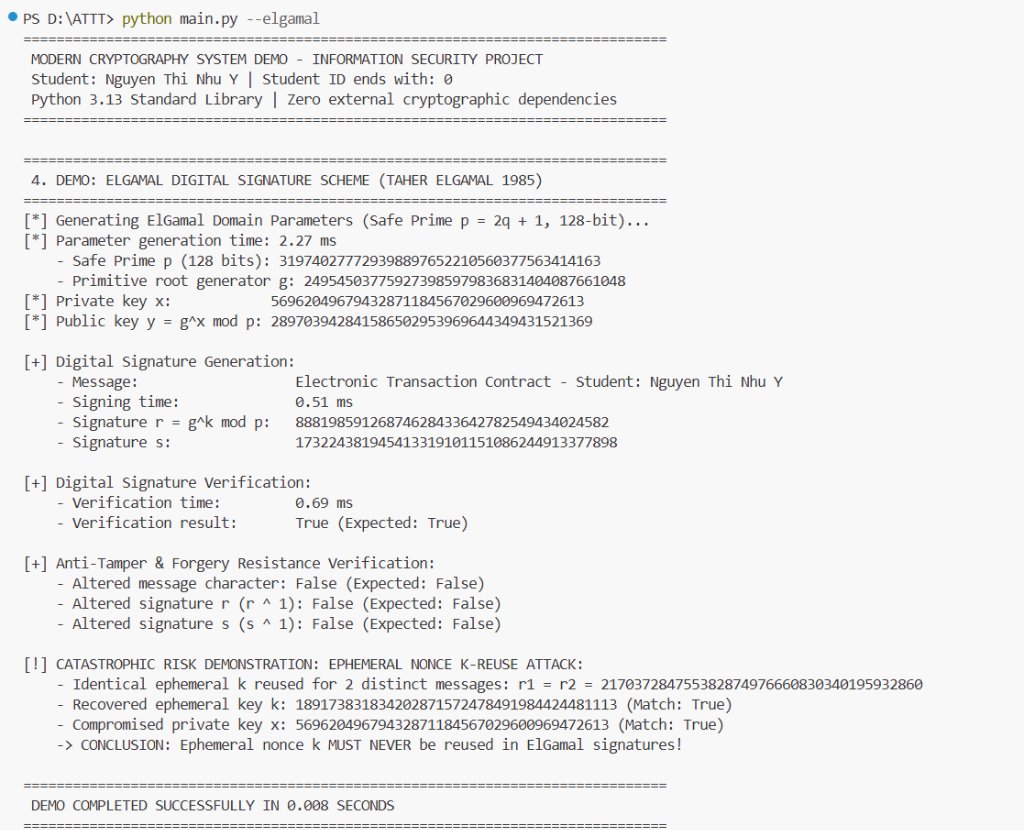 PS D:\ATTT> python main.py --elgamal
================================================================================
MODERN CRYPTOGRAPHY SYSTEM DEMO - INFORMATION SECURITY PROJECT
Student: Nguyen Thi Nhu Y | Student ID ends with: 0
Python 3.13 Standard Library | Zero external cryptographic dependencies
================================================================================
================================================================================
4. DEMO: ELGAMAL DIGITAL SIGNATURE SCHEME (TAHER ELGAMAL 1985)
================================================================================
[*] Generating ElGamal Domain Parameters (Safe Prime p = 2q + 1, 128-bit)...
[*] Parameter generation time: 2.27 ms
- Safe Prime p (128 bits): 319740277729398897652210560377563414163
- Primitive root generator g: 249545037759273985979836831404087661048
[*] Private key x: 56962049679432871184567029600969472613
[*] Public key y = g^x mod p: 289703942841586502953969644349431521369
[+] Digital Signature Generation:
- Message: Electronic Transaction Contract - Student: Nguyen Thi Nhu Y
- Signing time: 0.51 ms
- Signature r = g^k mod p: 88819859126874628433642782549434024582
- Signature s: 173224381945413319101151086244913377898
[+] Digital Signature Verification:
- Verification time: 0.69 ms
- Verification result: True (Expected: True)
[+] Anti-Tamper & Forgery Resistance Verification:
- Altered message character: False (Expected: False)
- Altered signature r (r ^ 1): False (Expected: False)
- Altered signature s (s ^ 1): False (Expected: False)
[!] CATASTROPHIC RISK DEMONSTRATION: EPHEMERAL NONCE K-REUSE ATTACK:
- Identical ephemeral k reused for 2 distinct messages: r1 = r2 = 217037284755382874976660830340195932860
- Recovered ephemeral key k: 189173831834202871572478491984424481113 (Match: True)
- Compromised private key x: 56962049679432871184567029600969472613 (Match: True)
-> CONCLUSION: Ephemeral nonce k MUST NEVER be reused in ElGamal signatures!
================================================================================
DEMO COMPLETED SUCCESSFULLY IN 0.008 SECONDS
================================================================================